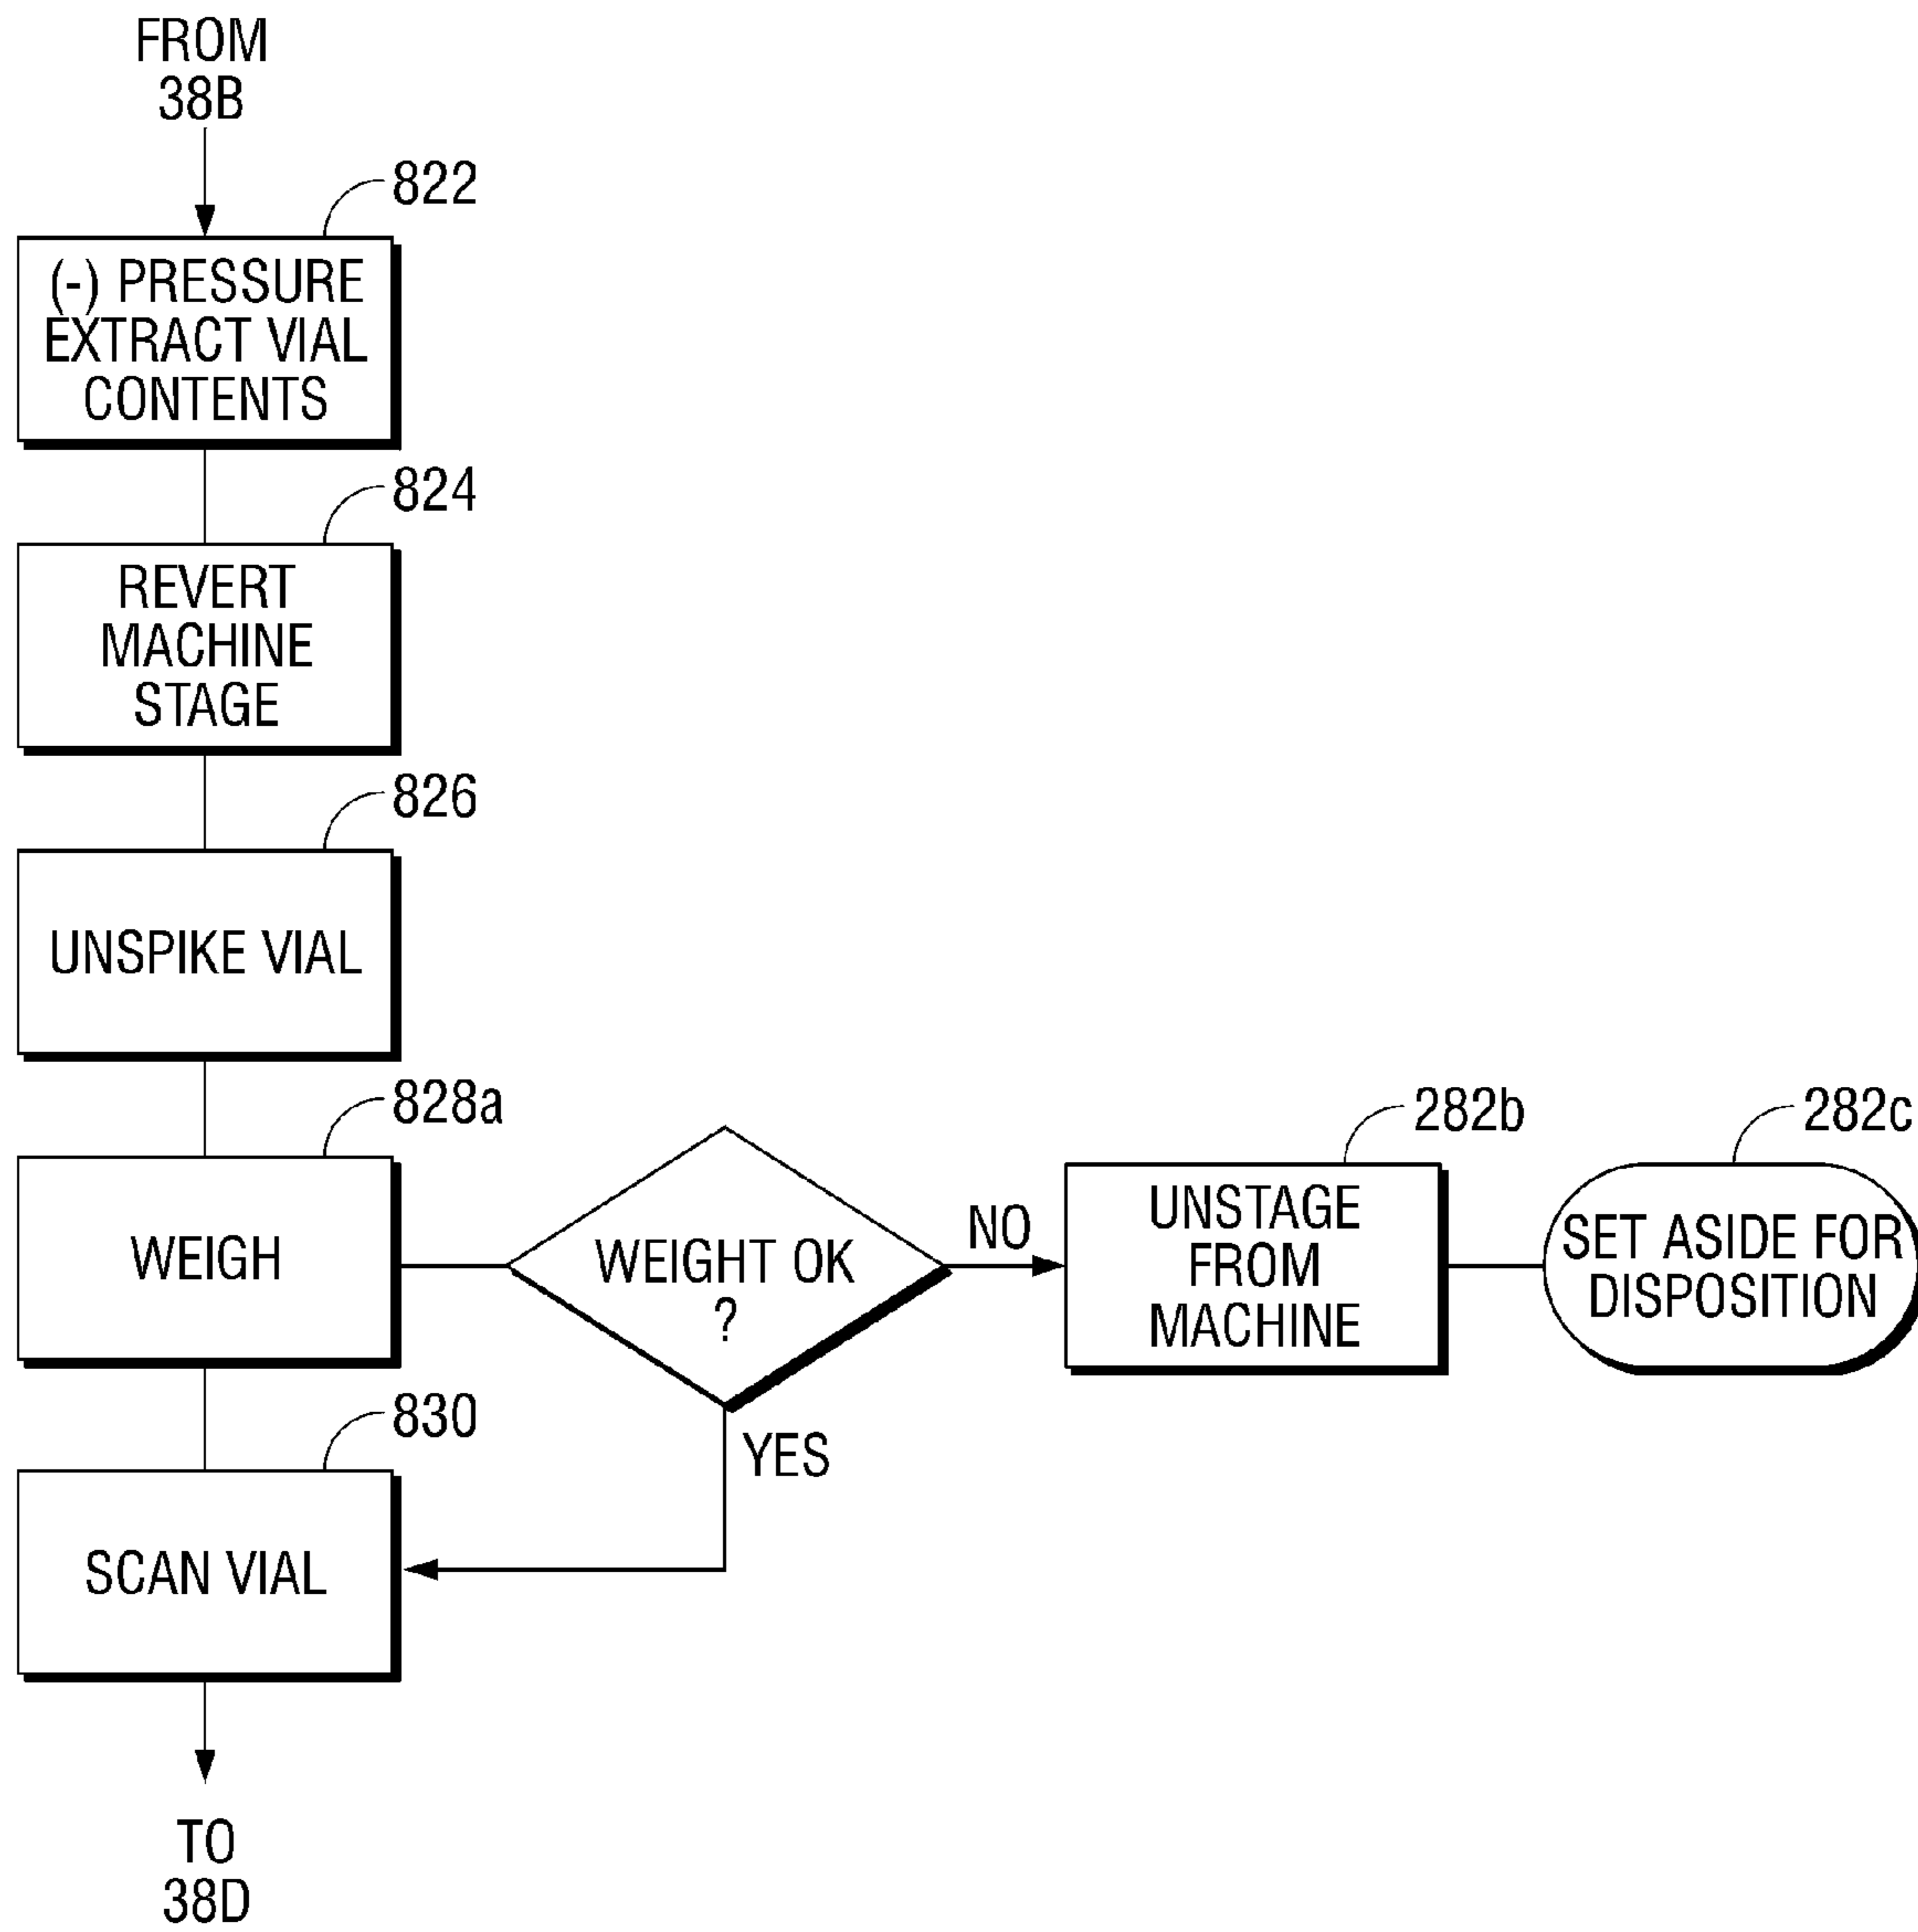 FROM
38B
822
(-) PRESSURE
EXTRACT VIAL
CONTENTS
824
REVERT
MACHINE
STAGE
826
UNSPIKE VIAL
828a
WEIGH
WEIGHT OK
?
NO
282b
UNSTAGE
FROM
MACHINE
282c
SET ASIDE FOR
DISPOSITION
YES
830
SCAN VIAL
TO
38D